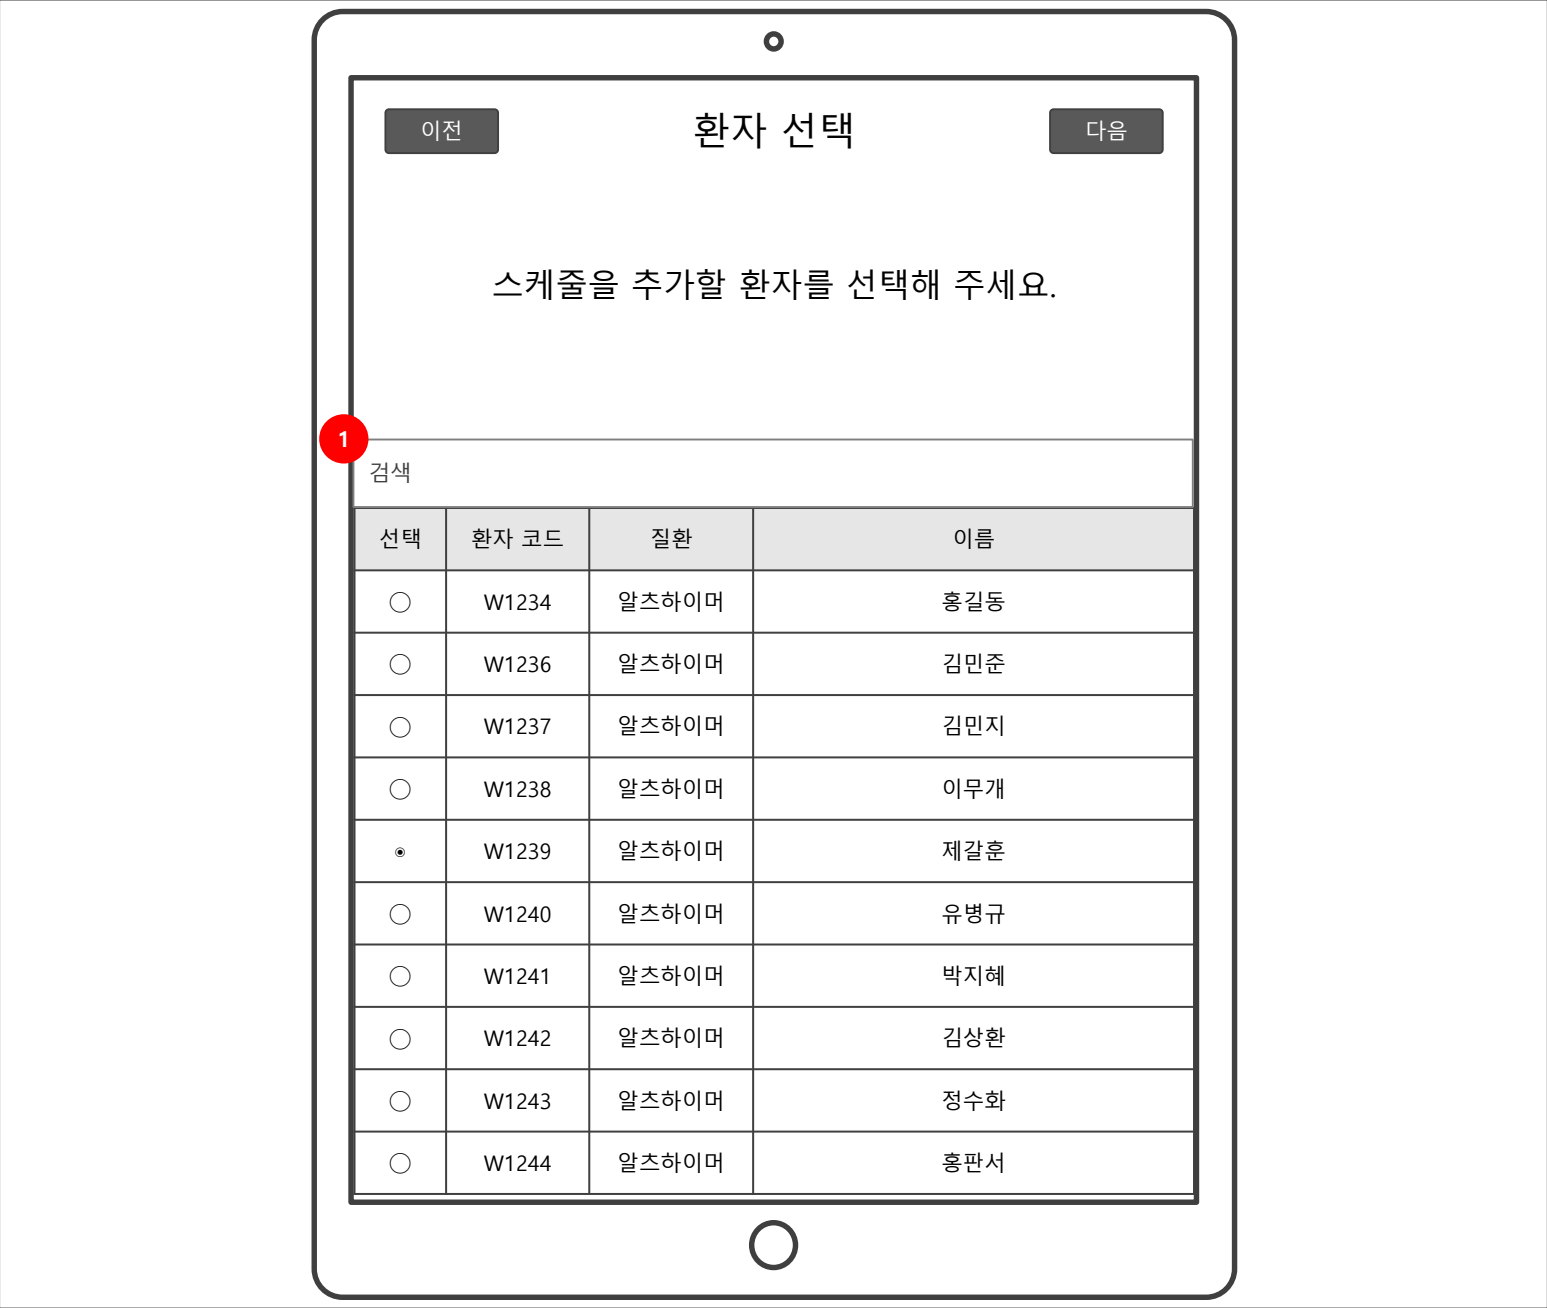 이전 환자 선택 다음
스케줄을 추가할 환자를 선택해 주세요.
1
검색
선택 환자 코드 질환 이름
W1234 알츠하이머 홍길동
W1236 알츠하이머 김민준
W1237 알츠하이머 김민지
W1238 알츠하이머 이무개
W1239 알츠하이머 제갈훈
W1240 알츠하이머 유병규
W1241 알츠하이머 박지혜
W1242 알츠하이머 김상환
W1243 알츠하이머 정수화
W1244 알츠하이머 홍판서